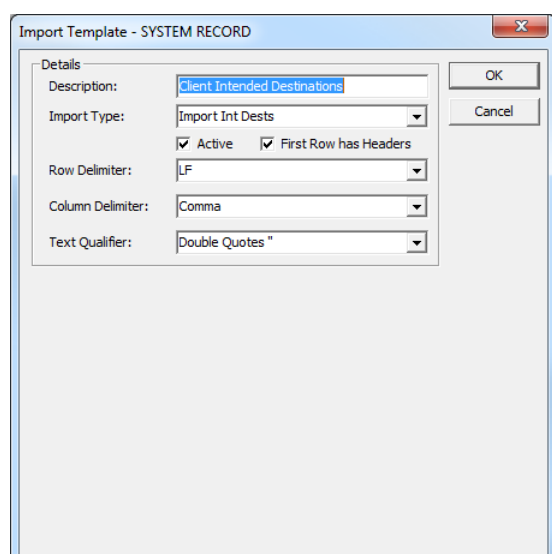 Import Template - SYSTEM RECORD
Details
Description: Client Intended Destinations
OK
Import Type: Import Int Dests
Cancel
Active First Row has Headers
Row Delimiter: LF
Column Delimiter: Comma
Text Qualifier: Double Quotes "